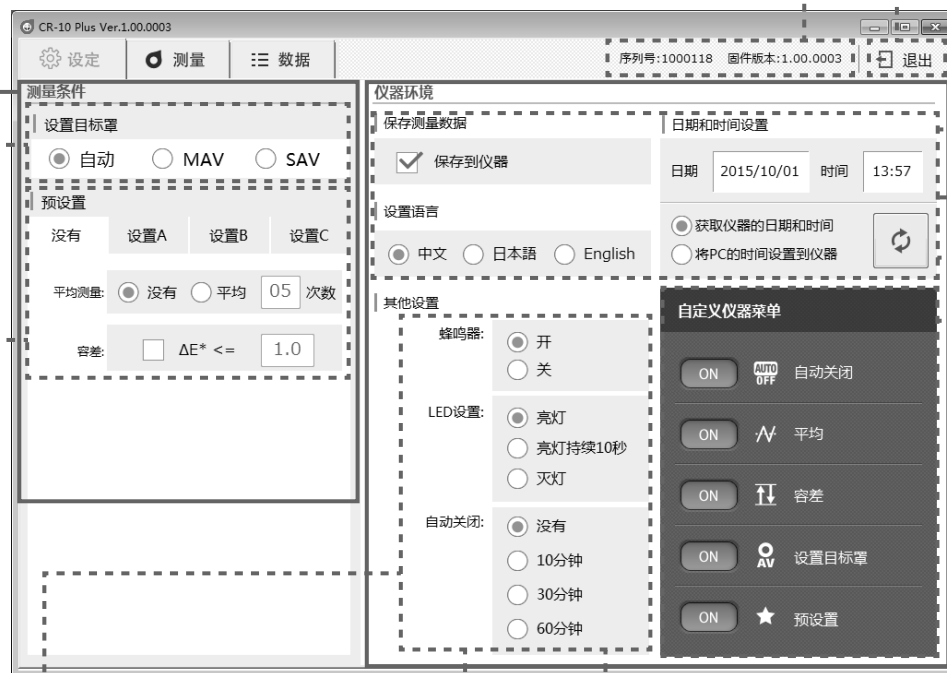 CR-10 Plus Ver.1.00.0003
设定
测量
数据
序列号:1000118 固件版本:1.00.0003
退出
测量条件
设置目标罩
自动 MAV SAV
预设置
没有 设置A 设置B 设置C
平均测量: 没有 平均 05 次数
容差: ΔE* <= 1.0
仪器环境
保存测量数据
保存到仪器
设置语言
中文 日本語 English
日期和时间设置
日期 2015/10/01 时间 13:57
获取仪器的日期和时间
将PC的时间设置到仪器
其他设置
蜂鸣器: 开
关
LED设置: 亮灯
亮灯持续10秒
灭灯
自动关闭: 没有
10分钟
30分钟
60分钟
自定义仪器菜单
ON AUTO OFF 自动关闭
ON 平均
ON 容差
ON AV 设置目标罩
ON 预设置